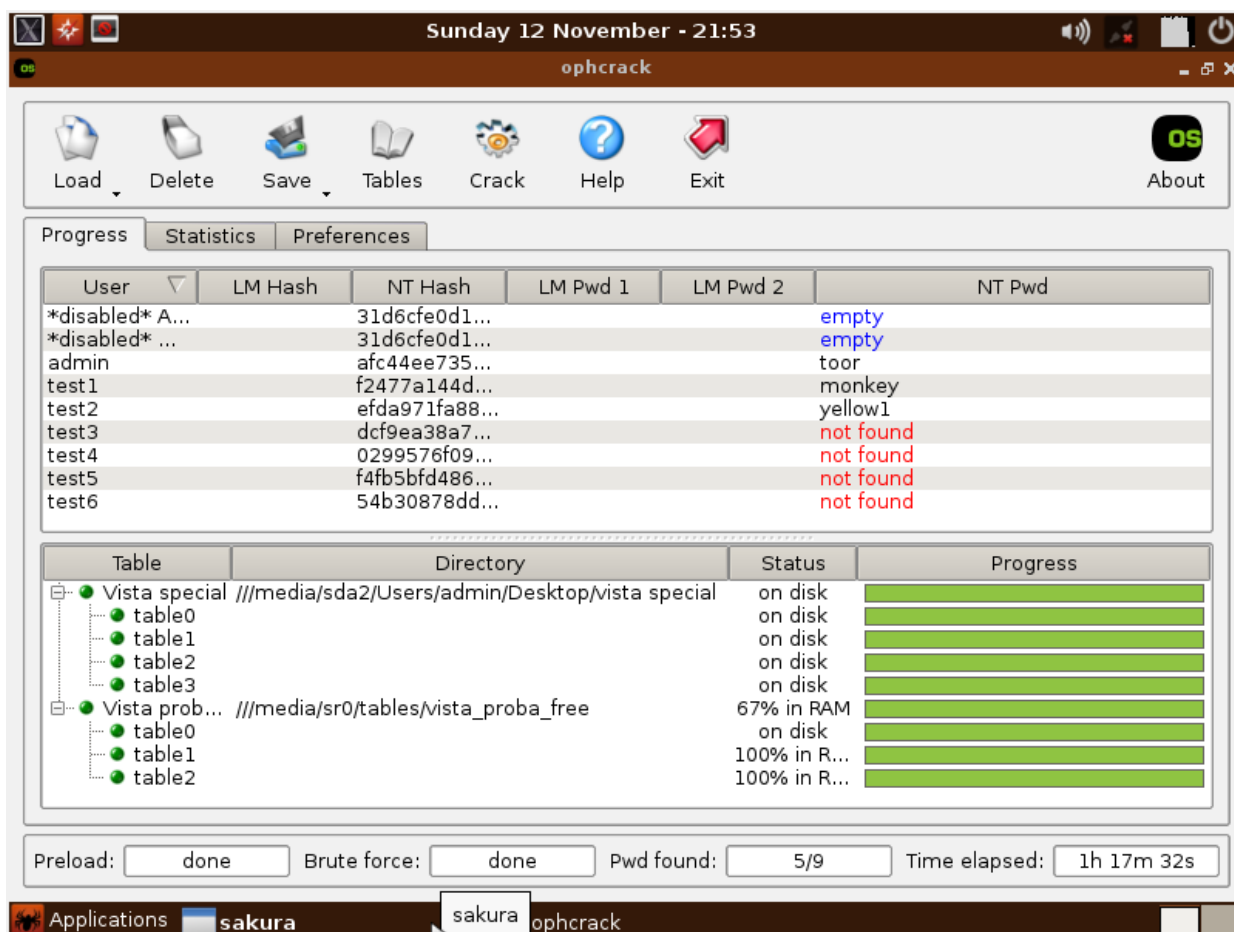 Sunday 12 November - 21:53
os ophcrack
Load Delete Save Tables Crack Help Exit About
OS
Progress Statistics Preferences
User LM Hash NT Hash LM Pwd 1 LM Pwd 2 NT Pwd
*disabled* A... 31d6cfe0d1... empty
*disabled* ... 31d6cfe0d1... empty
admin afc44ee735... toor
test1 f2477a144d... monkey
test2 efda971fa88... yellow1
test3 dcf9ea38a7... not found
test4 0299576f09... not found
test5 f4fb5bfd486... not found
test6 54b30878dd... not found
Table Directory Status Progress
Vista special ///media/sda2/Users/admin/Desktop/vista special on disk
table0 on disk
table1 on disk
table2 on disk
table3 on disk
Vista prob... ///media/sr0/tables/vista_proba_free 67% in RAM
table0 on disk
table1 100% in R...
table2 100% in R...
Preload: done Brute force: done Pwd found: 5/9 Time elapsed: 1h 17m 32s
Applications sakura sakura ophcrack